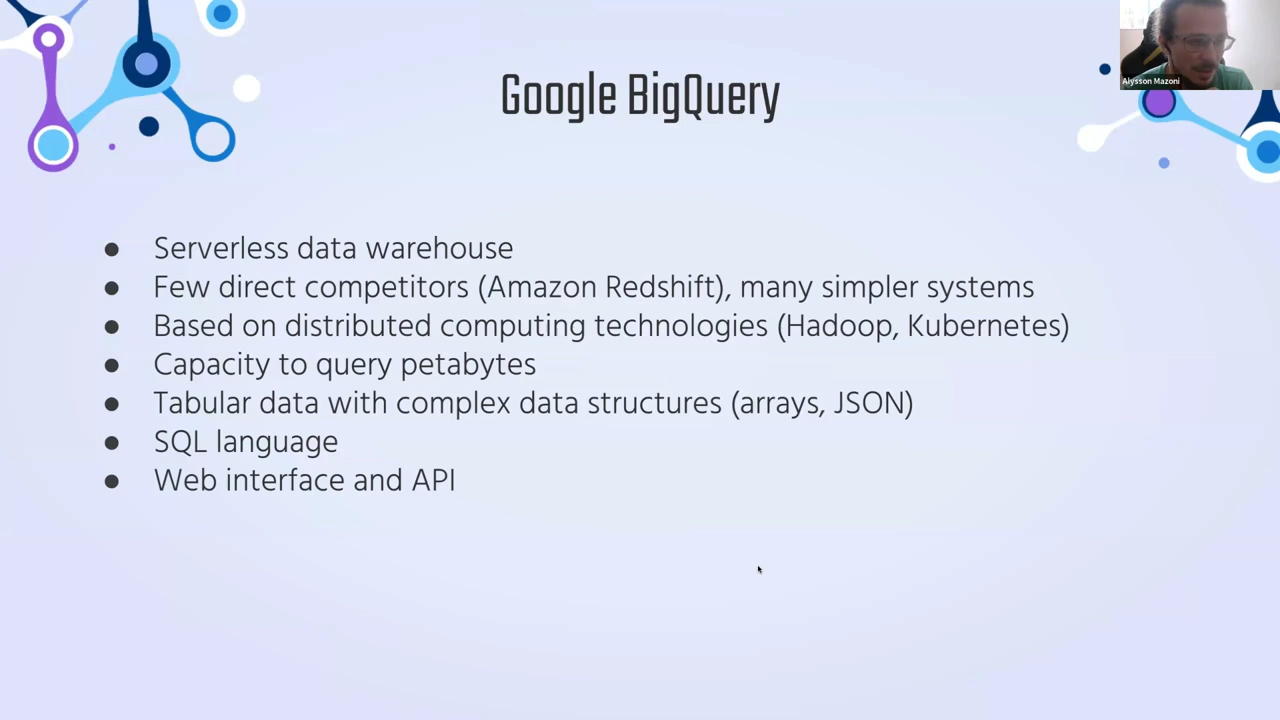 Alysson Mazoni
Google BigQuery
● Serverless data warehouse
● Few direct competitors (Amazon Redshift), many simpler systems
● Based on distributed computing technologies (Hadoop, Kubernetes)
● Capacity to query petabytes
● Tabular data with complex data structures (arrays, JSON)
● SQL language
● Web interface and API